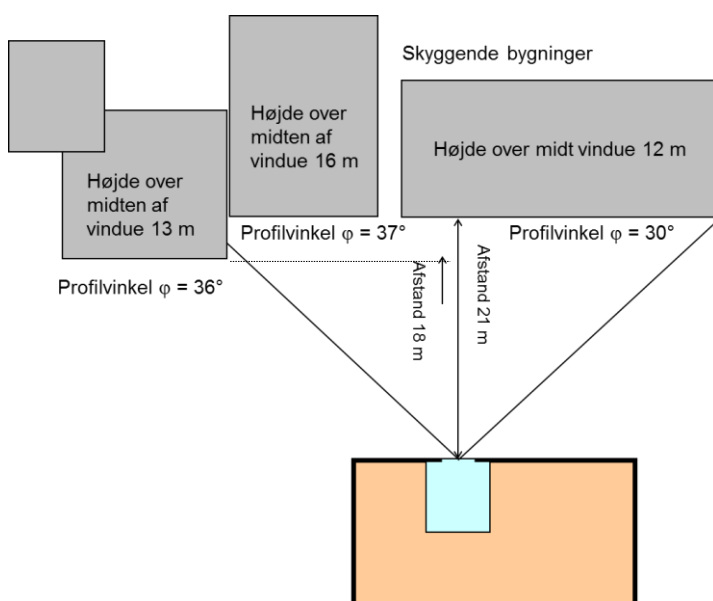 Skyggende bygninger
Højde over
midten af
vindue 16 m
Højde over midt vindue 12 m
Højde over
midten af
vindue 13 m
Profilvinkel φ = 37°
Profilvinkel φ = 30°
Profilvinkel φ = 36°
Afstand 18 m
Afstand 21 m